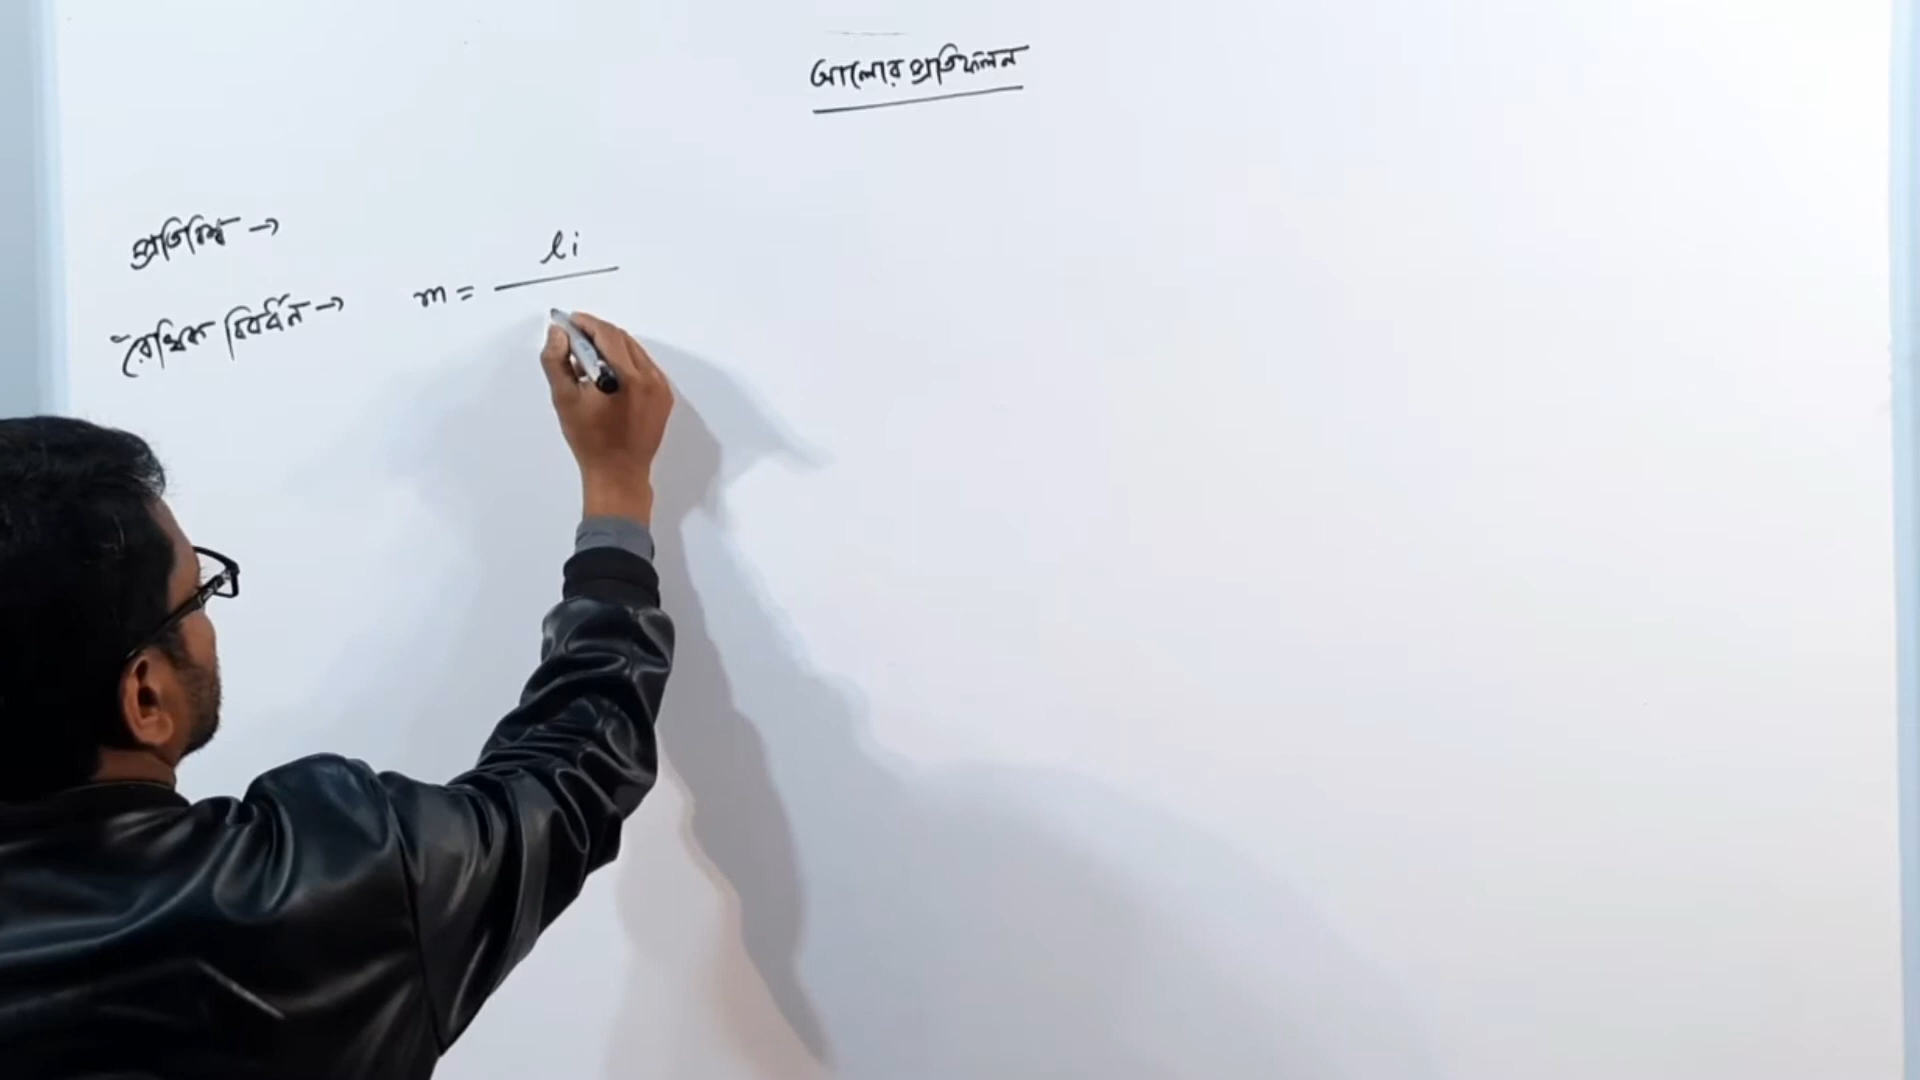 আলোর প্রতিফলন
প্রতিবিম্ব →
রৈখিক বিবর্ধন → m = li